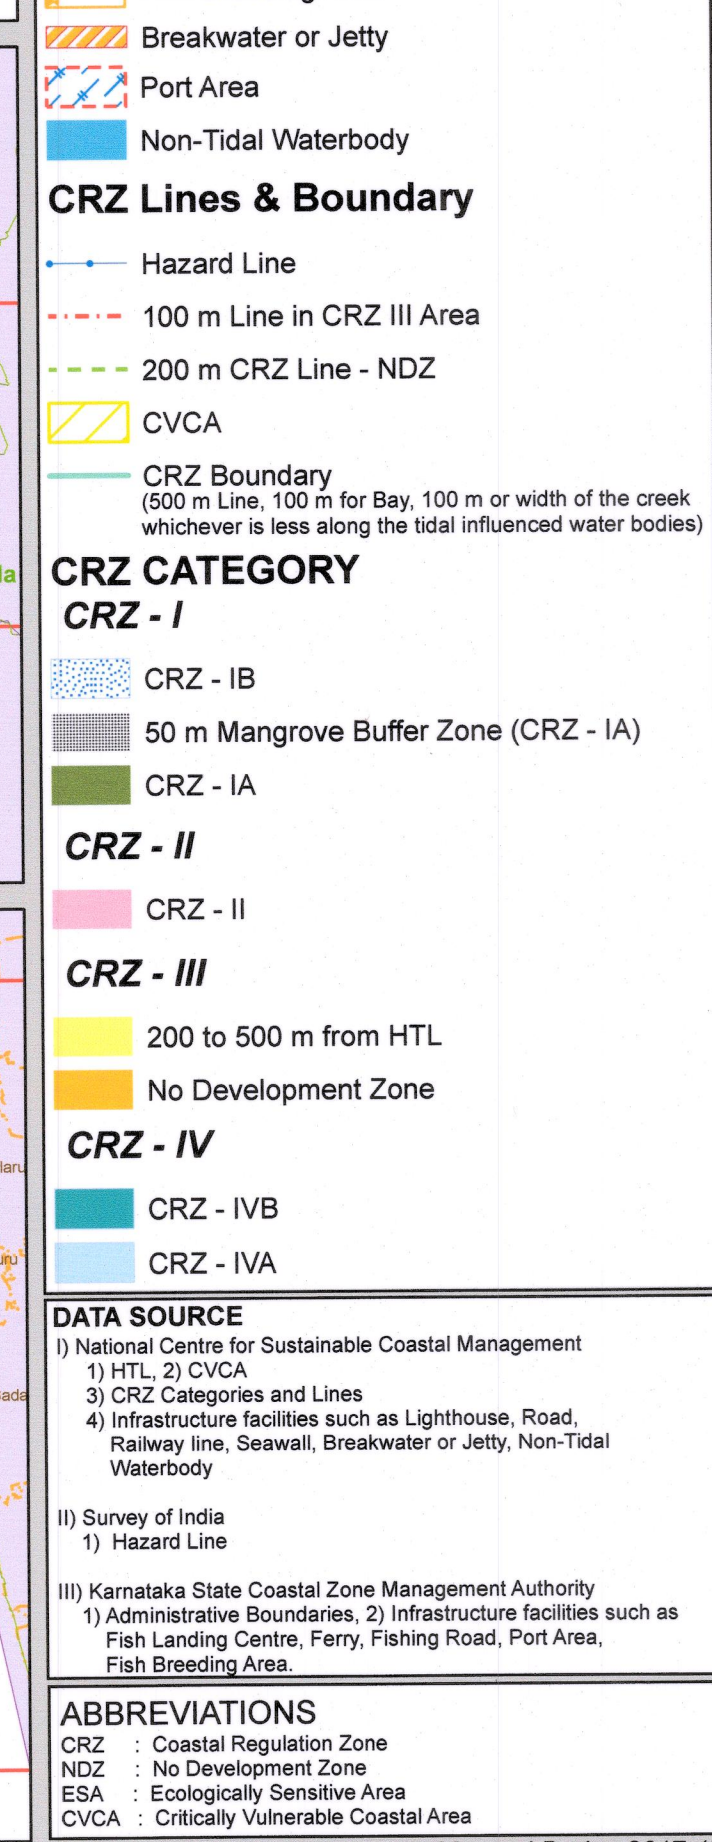 Breakwater or Jetty
Port Area
Non-Tidal Waterbody
CRZ Lines & Boundary
Hazard Line
100 m Line in CRZ III Area
200 m CRZ Line - NDZ
CVCA
CRZ Boundary
(500 m Line, 100 m for Bay, 100 m or width of the creek
whichever is less along the tidal influenced water bodies)
CRZ CATEGORY
CRZ - I
CRZ - IB
50 m Mangrove Buffer Zone (CRZ - IA)
CRZ - IA
CRZ - II
CRZ - II
CRZ - III
200 to 500 m from HTL
No Development Zone
CRZ - IV
CRZ - IVB
CRZ - IVA
DATA SOURCE
I) National Centre for Sustainable Coastal Management
1) HTL, 2) CVCA
3) CRZ Categories and Lines
4) Infrastructure facilities such as Lighthouse, Road,
Railway line, Seawall, Breakwater or Jetty, Non-Tidal
Waterbody
II) Survey of India
1) Hazard Line
III) Karnataka State Coastal Zone Management Authority
1) Administrative Boundaries, 2) Infrastructure facilities such as
Fish Landing Centre, Ferry, Fishing Road, Port Area,
Fish Breeding Area.
ABBREVIATIONS
CRZ : Coastal Regulation Zone
NDZ : No Development Zone
ESA : Ecologically Sensitive Area
CVCA : Critically Vulnerable Coastal Area